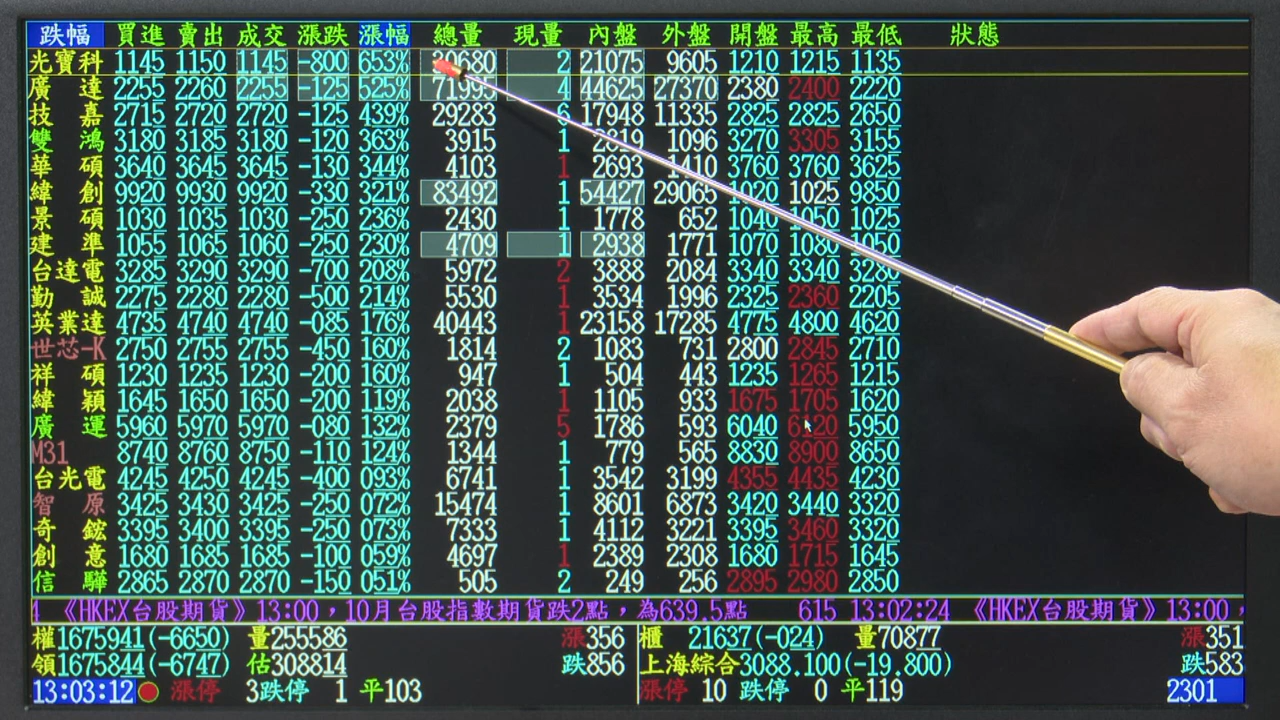 跌幅 買進 賣出 成交 漲跌 漲幅 總量 現量 內盤 外盤 開盤 最高 最低 狀態
光寶科 1145 1150 1145 -800 653% 30680 2 21075 9605 1210 1215 1135
廣達 2255 2260 2255 -125 525% 71995 4 44625 27370 2380 2400 2220
技嘉 2715 2720 2720 -125 439% 29283 6 17948 11335 2825 2825 2650
雙鴻 3180 3185 3185 -120 363% 3915 1 2819 1096 3270 3305 3155
華碩 3640 3645 3645 -130 344% 4103 1 2693 1410 3760 3760 3625
緯創 9920 9930 9920 -330 321% 83492 1 54427 29065 1020 1025 9850
景碩 1030 1035 1030 -250 236% 2430 1 1778 652 1040 1050 1025
建準 1055 1065 1060 -250 230% 4709 1 2938 1771 1070 1080 1050
台達電 3285 3290 3290 -700 208% 5972 2 3888 2084 3340 3340 3280
勤誠 2275 2280 2280 -500 214% 5530 1 3534 1996 2325 2360 2205
英業達 4735 4740 4740 -085 176% 40443 1 23158 17285 4775 4800 4620
世芯-K 2750 2755 2755 -450 160% 1814 2 1083 731 2800 2845 2710
祥碩 1230 1235 1230 -200 160% 947 1 504 443 1235 1265 1215
緯穎 1645 1650 1650 -200 119% 2038 1 1105 933 1675 1705 1620
廣運 5960 5970 5970 -080 132% 2379 5 1786 593 6040 6120 5950
M31 8740 8760 8750 -110 124% 1344 1 779 565 8830 8900 8650
台光電 4245 4250 4245 -400 093% 6741 1 3542 3199 4355 4435 4230
智原 3425 3430 3425 -250 072% 15474 1 8601 6873 3420 3440 3320
奇鋐 3395 3400 3395 -250 073% 7333 1 4112 3221 3395 3460 3320
創意 1680 1685 1685 -100 059% 4697 1 2389 2308 1680 1715 1645
信驊 2865 2870 2870 -150 051% 505 2 249 256 2895 2980 2850
《HKEX台股期貨》13:00，10月台股指數期貨跌2點，為639.5點 615 13:02:24 《HKEX台股期貨》13:00，
權1675941(-6650) 量255586 漲356 櫃 21637(-024) 量70877 漲351
領1675844(-6747) 估308814 跌856 上海綜合3088.100(-19.800) 跌583
13:03:12 漲停 3跌停 1 平103 漲停 10 跌停 0 平119 2301